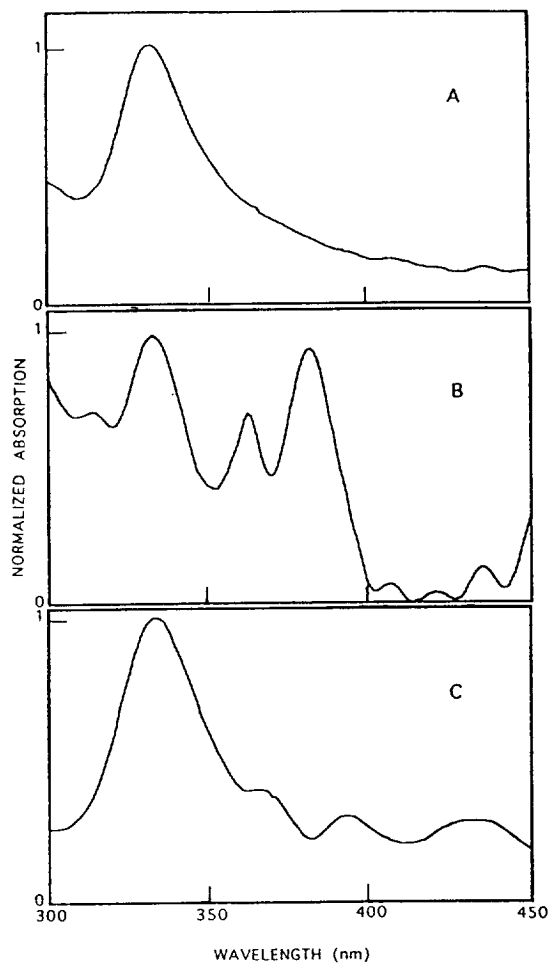 1
A
0
1
B
0
1
C
0
NORMALIZED ABSORPTION
300 350 400 450
WAVELENGTH (nm)